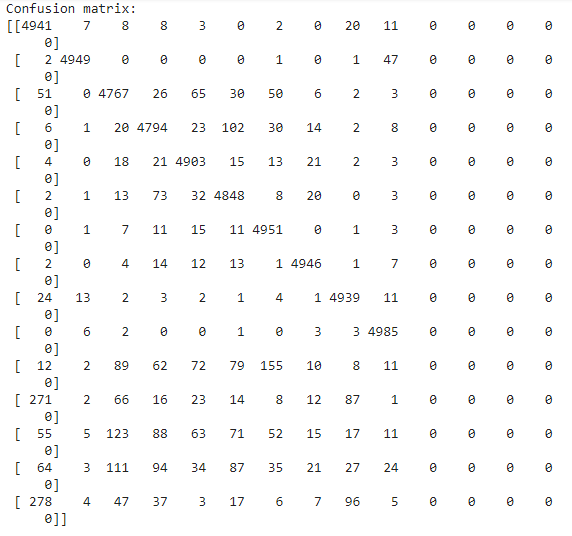 Confusion matrix:
[[4941 7 8 8 3 0 2 0 20 11 0 0 0 0
0]
[ 2 4949 0 0 0 0 1 0 1 47 0 0 0 0
0]
[ 51 0 4767 26 65 30 50 6 2 3 0 0 0 0
0]
[ 6 1 20 4794 23 102 30 14 2 8 0 0 0 0
0]
[ 4 0 18 21 4903 15 13 21 2 3 0 0 0 0
0]
[ 2 1 13 73 32 4848 8 20 0 3 0 0 0 0
0]
[ 0 1 7 11 15 11 4951 0 1 3 0 0 0 0
0]
[ 2 0 4 14 12 13 1 4946 1 7 0 0 0 0
0]
[ 24 13 2 3 2 1 4 1 4939 11 0 0 0 0
0]
[ 0 6 2 0 0 1 0 3 3 4985 0 0 0 0
0]
[ 12 2 89 62 72 79 155 10 8 11 0 0 0 0
0]
[ 271 2 66 16 23 14 8 12 87 1 0 0 0 0
0]
[ 55 5 123 88 63 71 52 15 17 11 0 0 0 0
0]
[ 64 3 111 94 34 87 35 21 27 24 0 0 0 0
0]
[ 278 4 47 37 3 17 6 7 96 5 0 0 0 0
0]]